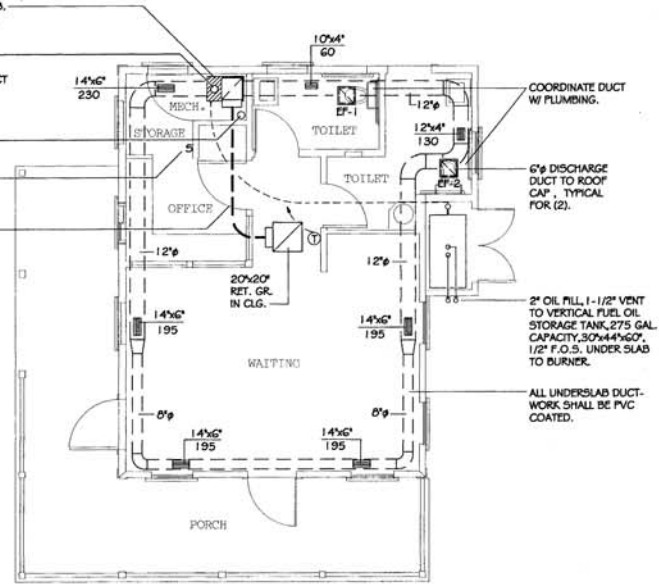 10"x4"
60
14"x6"
230
MECH.
STORAGE
5
EF-1
TOILET
12"ø
12"x4"
130
COORDINATE DUCT
W/ PLUMBING.
TOILET
EF-2
6"ø DISCHARGE
DUCT TO ROOF
CAP , TYPICAL
FOR (2).
OFFICE
T
12"ø
12"ø
20"x20"
RET. GR.
IN CLG.
2" OIL FILL, 1-1/2" VENT
TO VERTICAL FUEL OIL
STORAGE TANK, 275 GAL.
CAPACITY, 30"x44"x60",
1/2" F.O.S. UNDER SLAB
TO BURNER.
14"x6"
195
14"x6"
195
WAITING
ALL UNDERSLAB DUCT-
WORK SHALL BE PVC
COATED.
8"ø
8"ø
14"x6"
195
14"x6"
195
PORCH